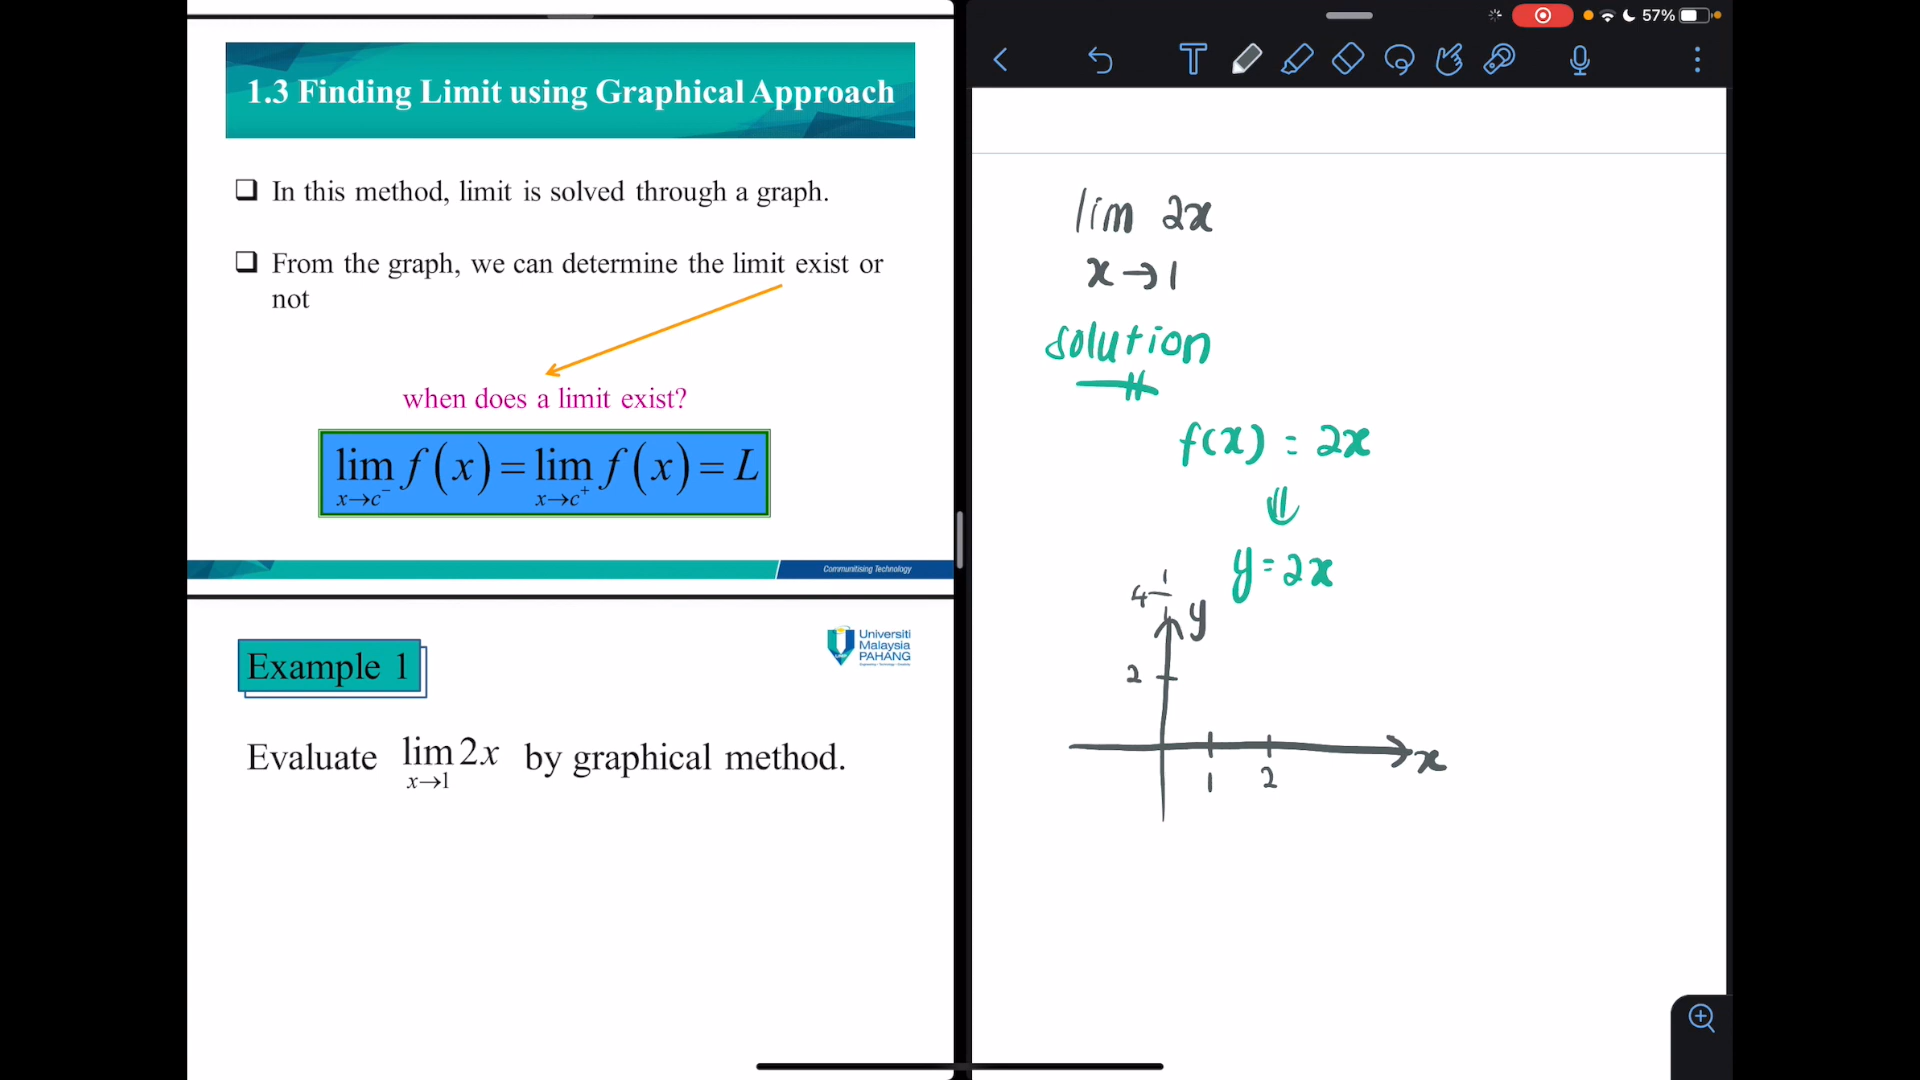 1.3 Finding Limit using Graphical Approach
In this method, limit is solved through a graph.
From the graph, we can determine the limit exist or
not
when does a limit exist?
lim f(x) = lim f(x) = L
x→c⁻ x→c⁺
Communitising Technology
Example 1
Universiti
Malaysia
PAHANG
Evaluate lim 2x by graphical method.
x→1
57%
T
lim 2x
x→1
solution
f(x) = 2x
⇓
y=2x
4
y
2
x
1 2